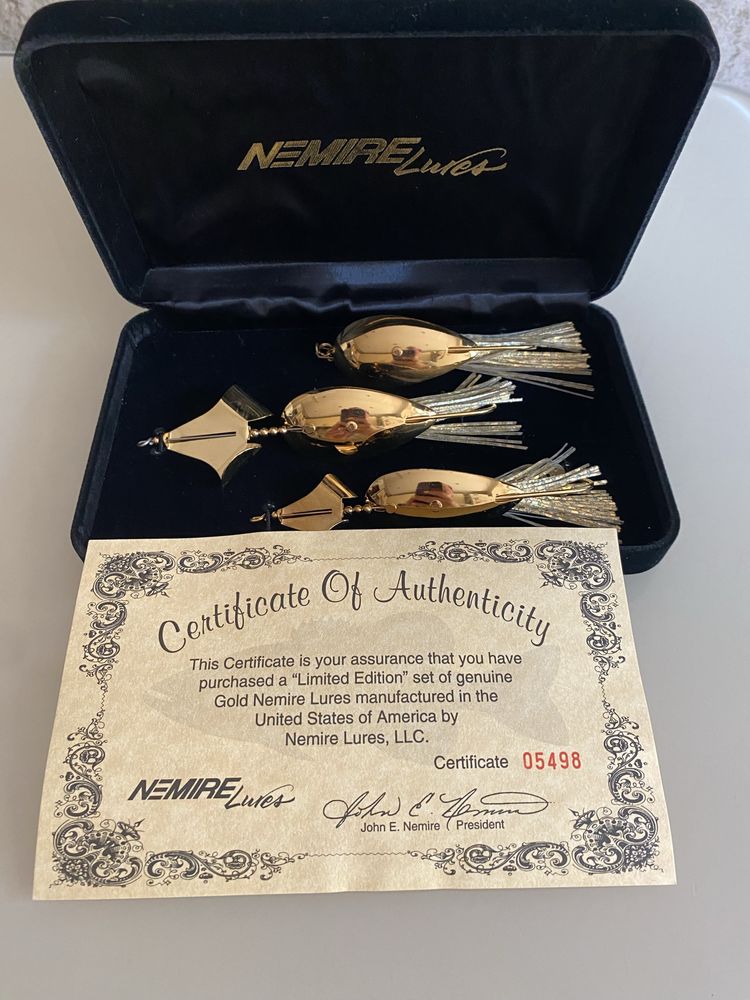 NEMIRE Lures
Certificate Of Authenticity
This Certificate is your assurance that you have
purchased a “Limited Edition” set of genuine
Gold Nemire Lures manufactured in the
United States of America by
Nemire Lures, LLC.
Certificate 05498
NEMIRE Lures
John E. Nemire
John E. Nemire / President